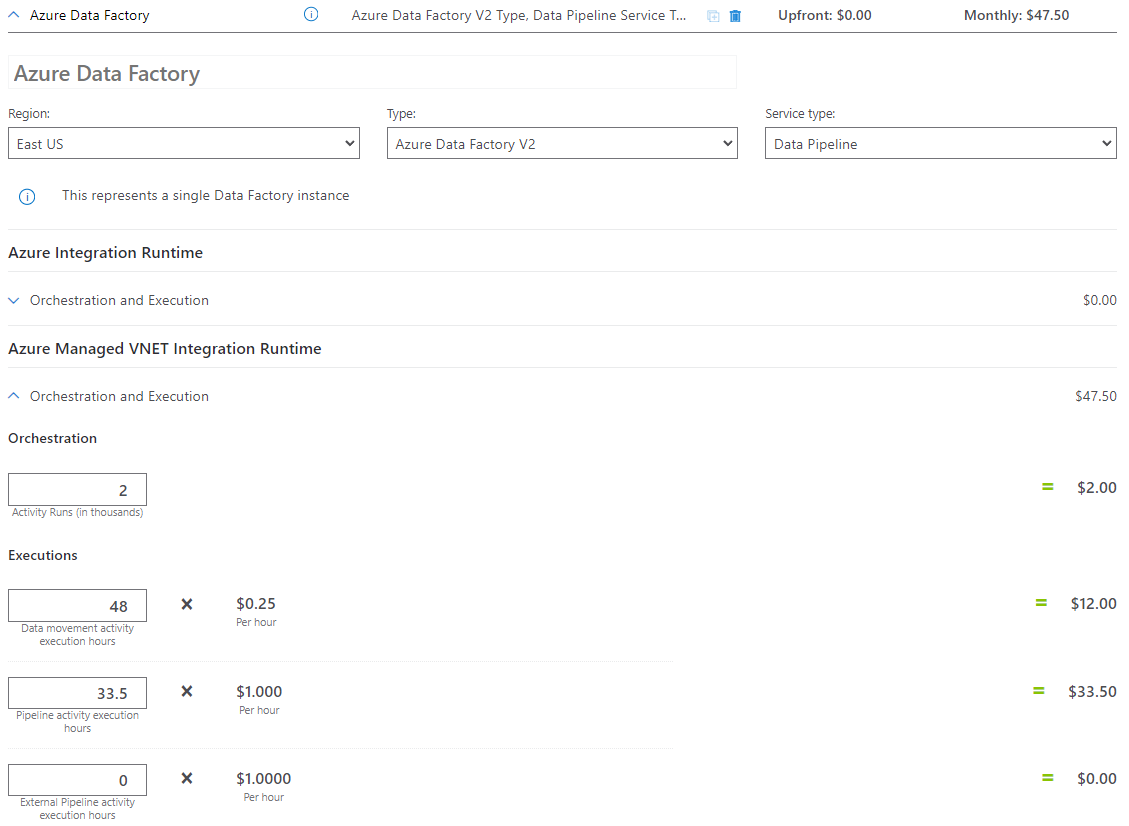 Azure Data Factory
Azure Data Factory V2 Type, Data Pipeline Service T...
Upfront: $0.00
Monthly: $47.50
Azure Data Factory
Region:
Type:
Service type:
East US
Azure Data Factory V2
Data Pipeline
This represents a single Data Factory instance
Azure Integration Runtime
Orchestration and Execution
$0.00
Azure Managed VNET Integration Runtime
Orchestration and Execution
$47.50
Orchestration
2
= $2.00
Activity Runs (in thousands)
Executions
48
× $0.25
= $12.00
Per hour
Data movement activity
execution hours
33.5
× $1.000
= $33.50
Per hour
Pipeline activity execution
hours
0
× $1.0000
= $0.00
Per hour
External Pipeline activity
execution hours